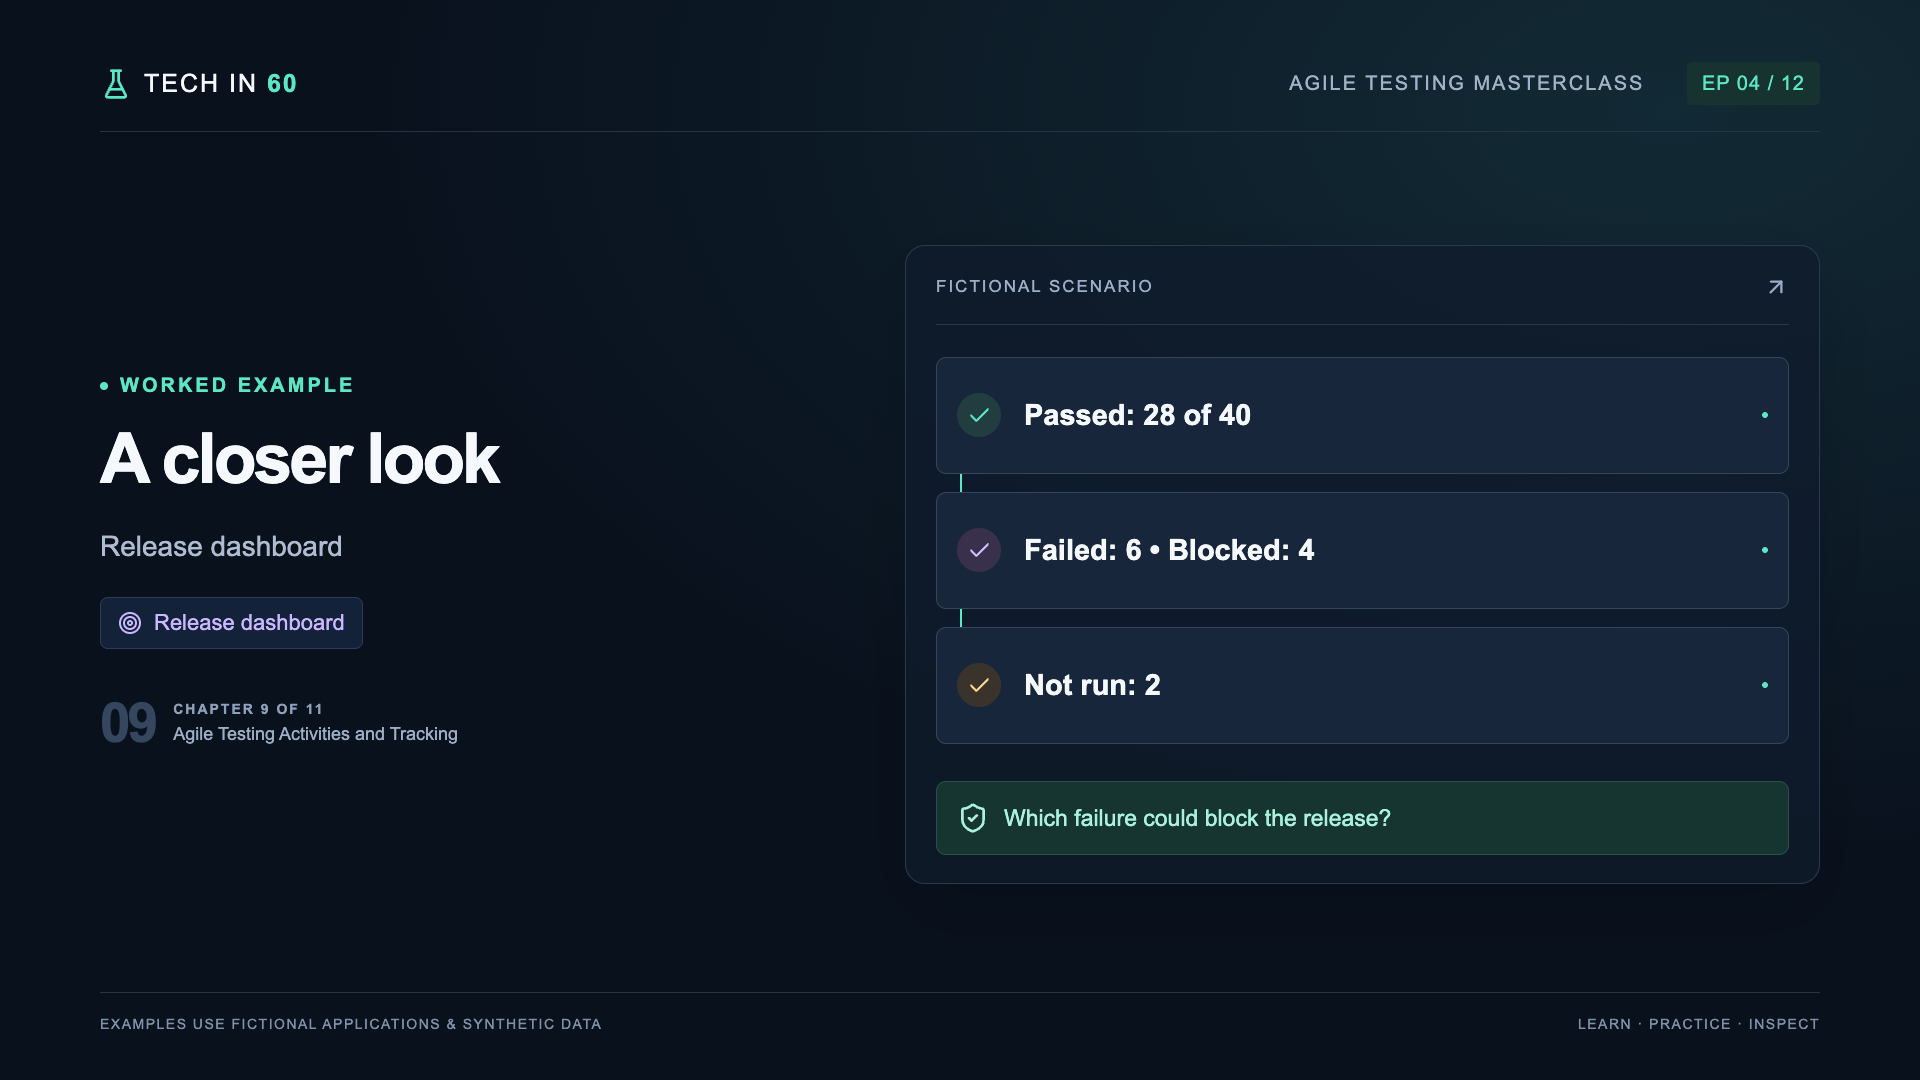 TECH IN 60
AGILE TESTING MASTERCLASS
EP 04 / 12
WORKED EXAMPLE
A closer look
Release dashboard
Release dashboard
09
CHAPTER 9 OF 11
Agile Testing Activities and Tracking
FICTIONAL SCENARIO
Passed: 28 of 40
Failed: 6 • Blocked: 4
Not run: 2
Which failure could block the release?
EXAMPLES USE FICTIONAL APPLICATIONS & SYNTHETIC DATA
LEARN · PRACTICE · INSPECT